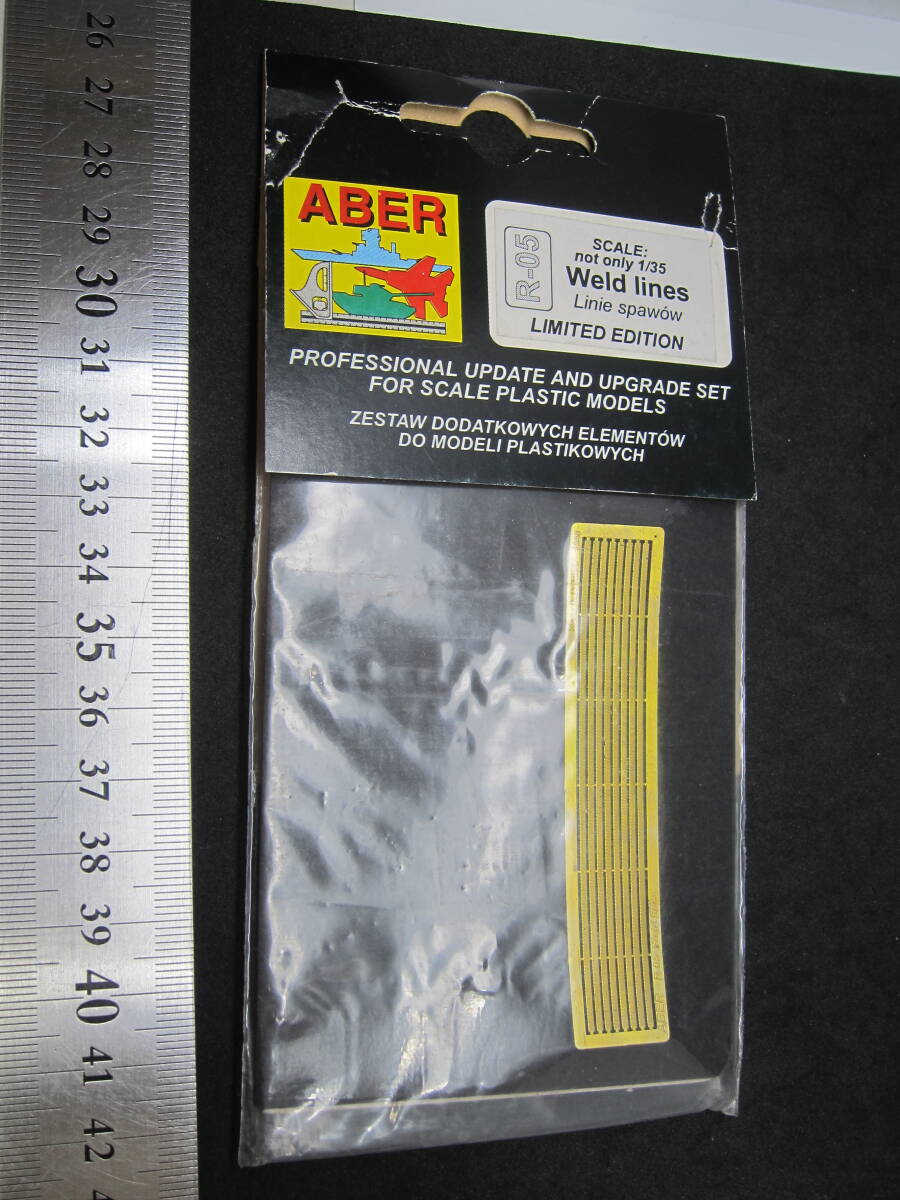 26
27
28
29
30
31
32
33
34
35
36
37
38
39
40
41
42
ABER
R-05
SCALE:
not only 1/35
Weld lines
Linie spawów
LIMITED EDITION
PROFESSIONAL UPDATE AND UPGRADE SET
FOR SCALE PLASTIC MODELS
ZESTAW DODATKOWYCH ELEMENTÓW
DO MODELI PLASTIKOWYCH
ABER